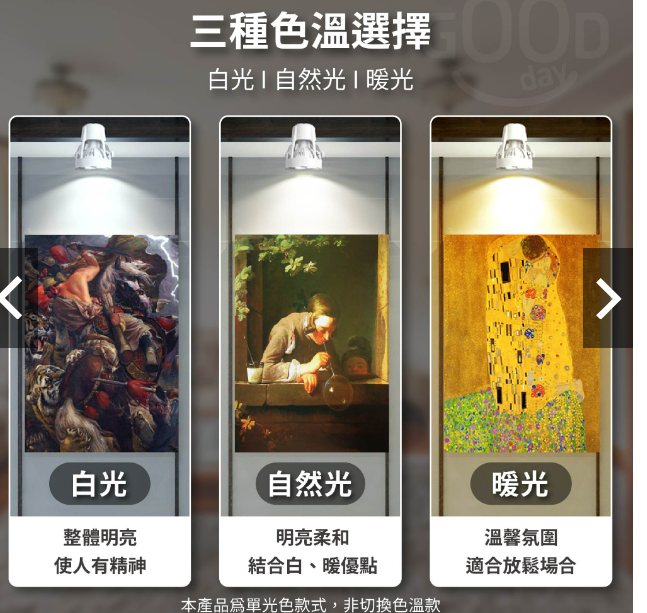 GOOD
day
三種色溫選擇
白光 | 自然光 | 暖光
白光
自然光
暖光
整體明亮
使人有精神
明亮柔和
結合白、暖優點
溫馨氛圍
適合放鬆場合
本產品為單光色款式，非切換色溫款